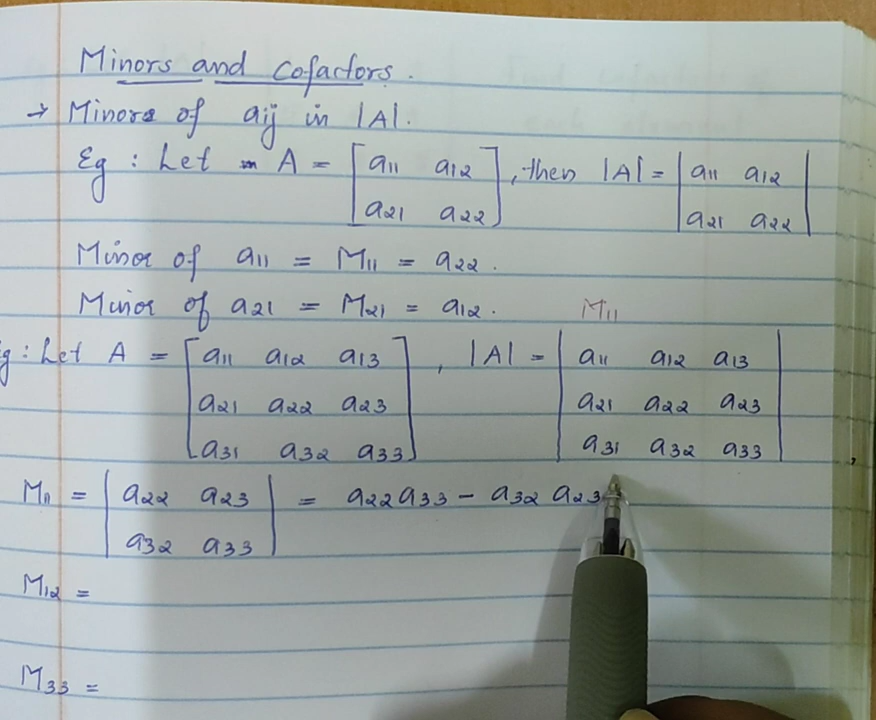 Minors and Cofactors.
→ Minors of aij in |A|.
Eg : Let A = [a11 a12, then |A| = |a11 a12|
a21 a22] |a21 a22|
Minor of a11 = M11 = a22.
Minor of a21 = M21 = a12.
M11
Eg : Let A = [a11 a12 a13] , |A| = |a11 a12 a13|
a21 a22 a23 a21 a22 a23
a31 a32 a33 a31 a32 a33 ,
M11 = |a22 a23| = a22 a33 - a32 a23
a32 a33
M12 =
M33 =